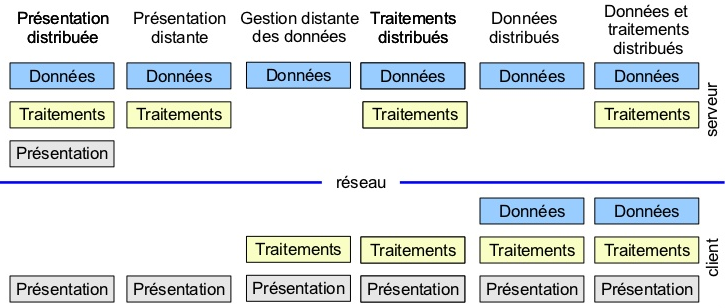 Présentation
distribuée
Présentation
distante
Gestion distante
des données
Traitements
distribués
Données
distribués
Données et
traitements
distribués
Données
Données
Données
Données
Données
Données
Traitements
Traitements
Traitements
Traitements
Présentation
serveur
réseau
Données
Données
Traitements
Traitements
Traitements
Traitements
Présentation
Présentation
Présentation
Présentation
Présentation
Présentation
client